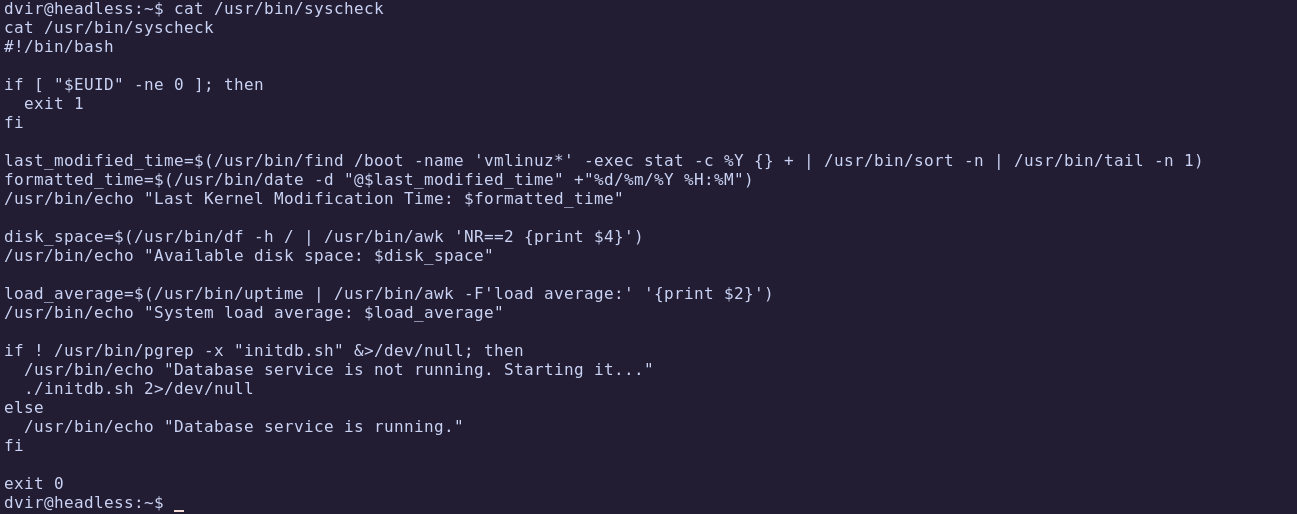 dvir@headless:~$ cat /usr/bin/syscheck
cat /usr/bin/syscheck
#!/bin/bash

if [ "$EUID" -ne 0 ]; then
  exit 1
fi

last_modified_time=$(/usr/bin/find /boot -name 'vmlinuz*' -exec stat -c %Y {} + | /usr/bin/sort -n | /usr/bin/tail -n 1)
formatted_time=$(/usr/bin/date -d "@$last_modified_time" +"%d/%m/%Y %H:%M")
/usr/bin/echo "Last Kernel Modification Time: $formatted_time"

disk_space=$(/usr/bin/df -h / | /usr/bin/awk 'NR==2 {print $4}')
/usr/bin/echo "Available disk space: $disk_space"

load_average=$(/usr/bin/uptime | /usr/bin/awk -F'load average:' '{print $2}')
/usr/bin/echo "System load average: $load_average"

if ! /usr/bin/pgrep -x "initdb.sh" &>/dev/null; then
  /usr/bin/echo "Database service is not running. Starting it..."
  ./initdb.sh 2>/dev/null
else
  /usr/bin/echo "Database service is running."
fi

exit 0
dvir@headless:~$